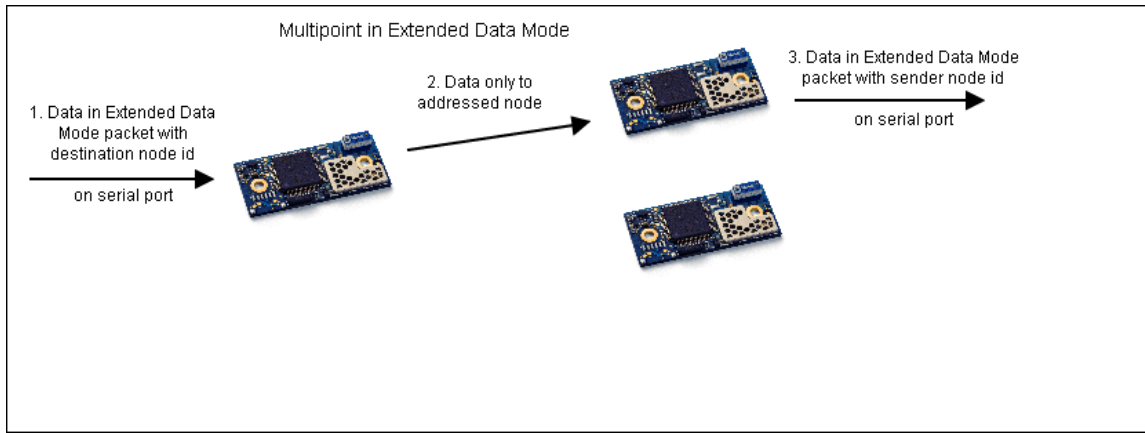 Multipoint in Extended Data Mode
1. Data in Extended Data
Mode packet with
destination node id
on serial port
2. Data only to
addressed node
3. Data in Extended Data Mode
packet with sender node id
on serial port